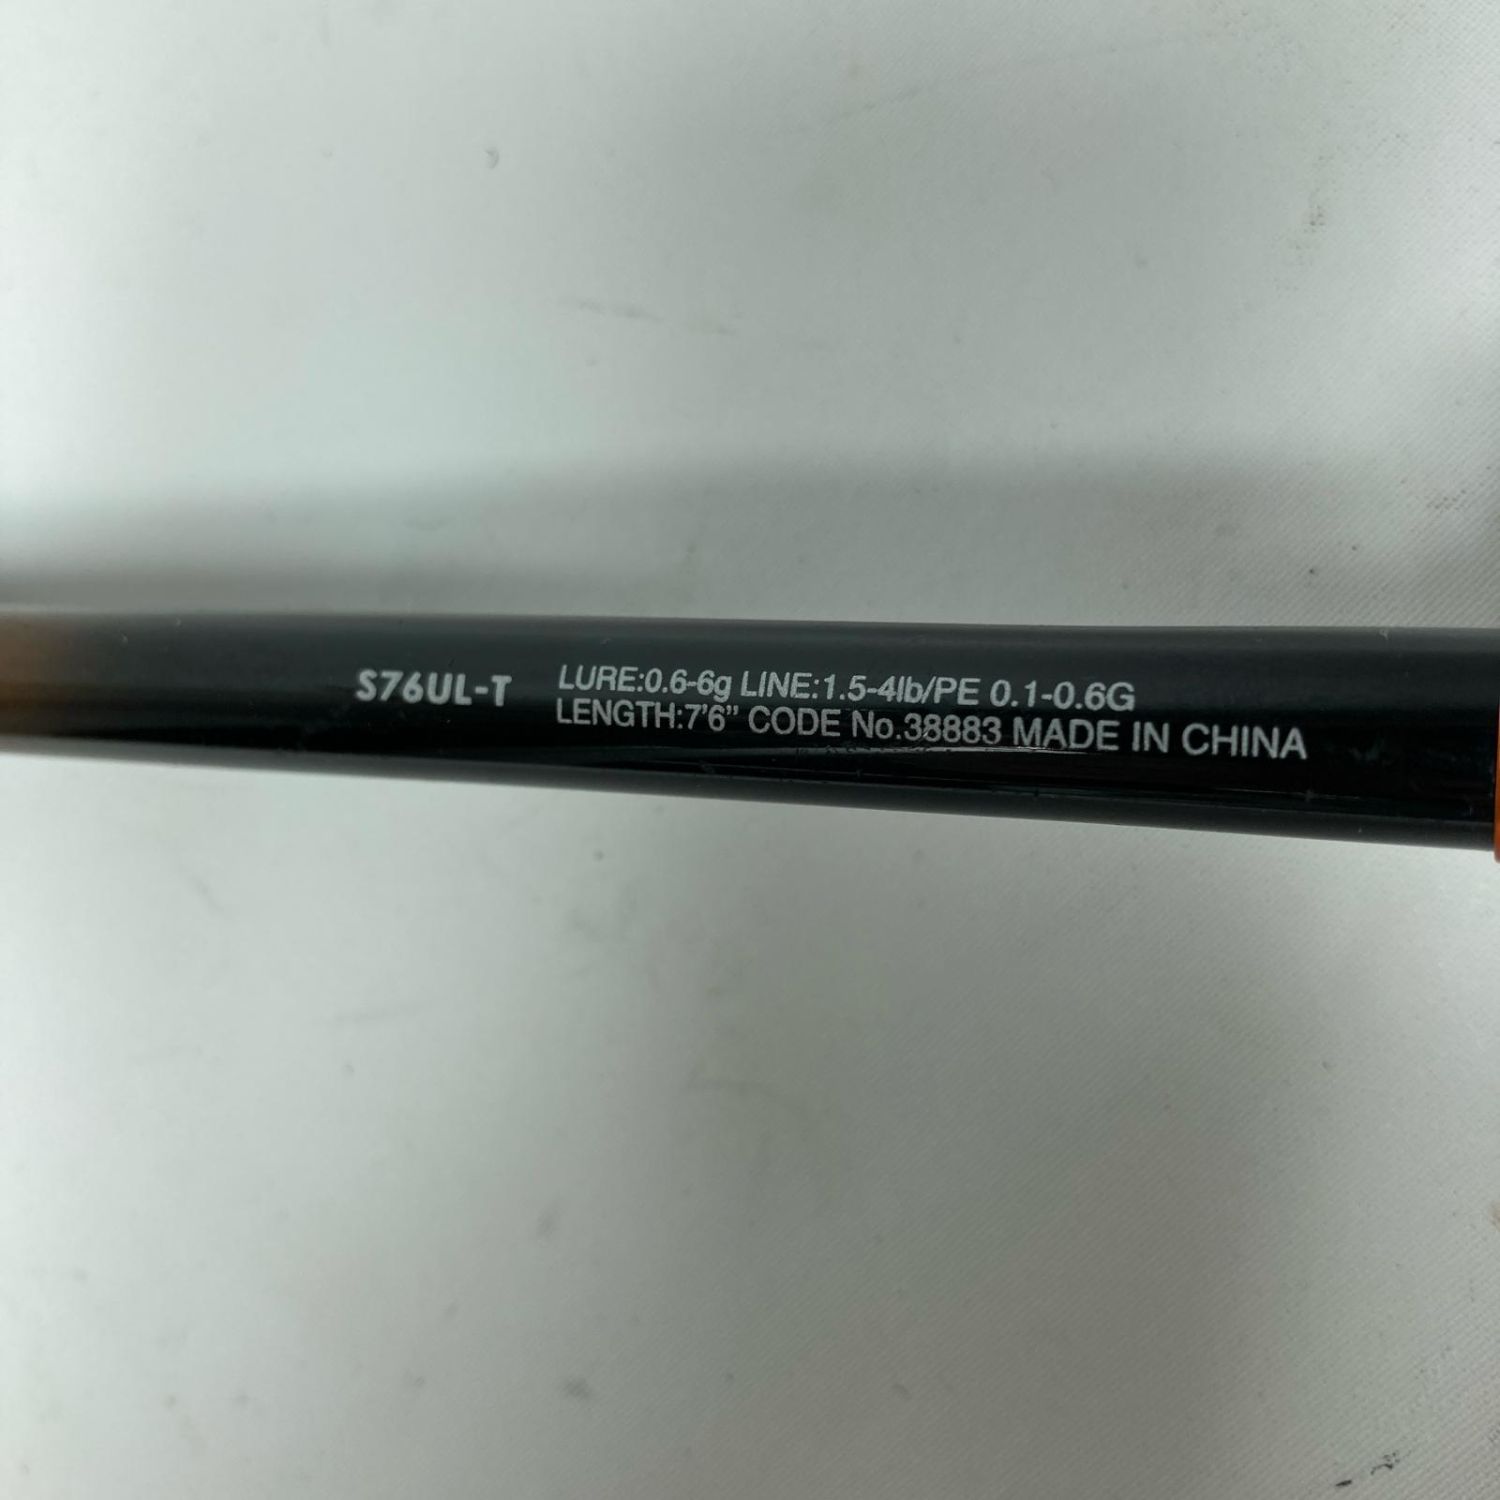 S76UL-T
LURE:0.6-6g LINE:1.5-4lb/PE 0.1-0.6G
LENGTH:7'6" CODE No.38883 MADE IN CHINA